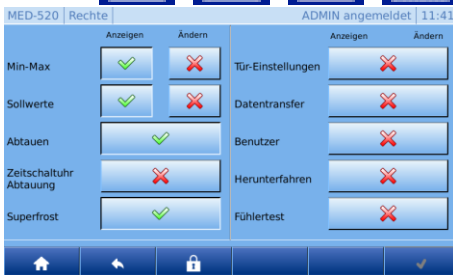 MED-520 Rechte ADMIN angemeldet 11:41
Anzeigen Ändern Anzeigen Ändern
Min-Max Tür-Einstellungen
Sollwerte Datentransfer
Abtauen Benutzer
Zeitschaltuhr
Abtauung
Herunterfahren
Superfrost Fühlertest